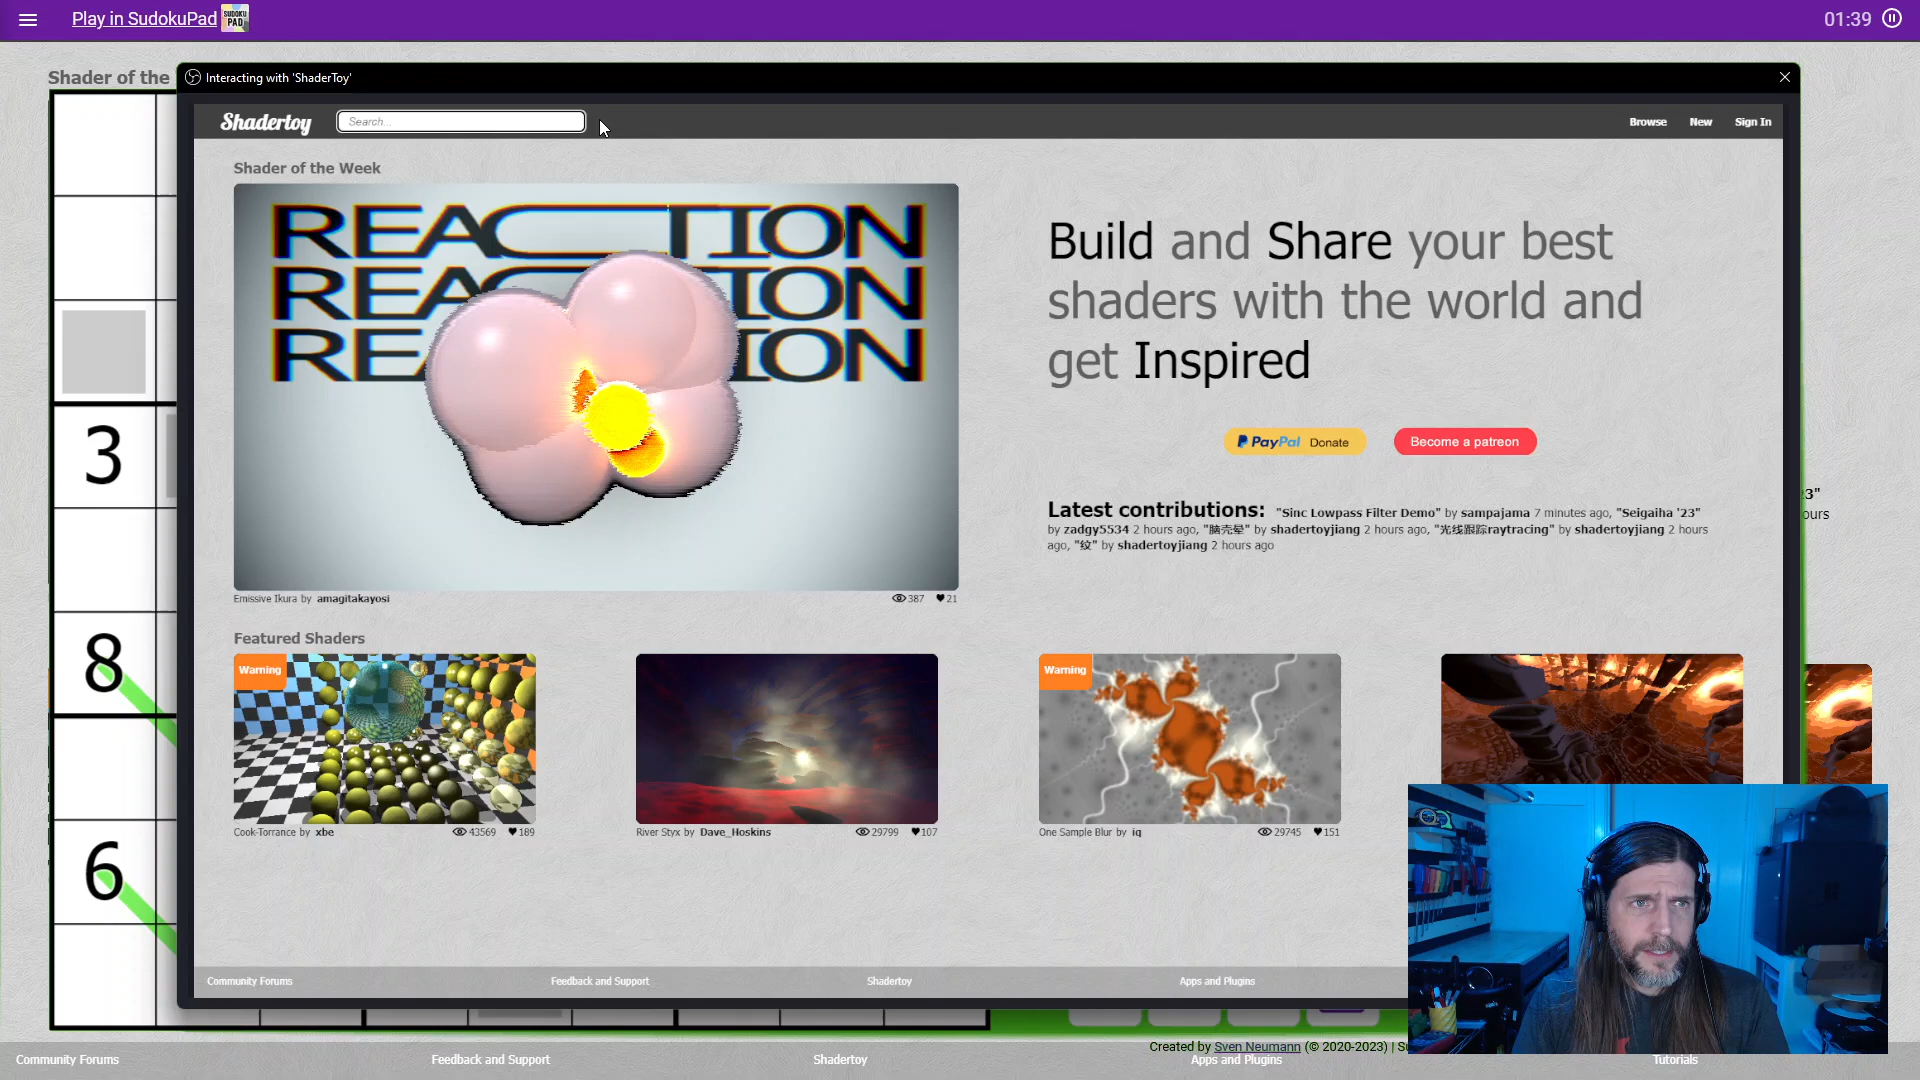 Play in SudokuPad
SUDOKU
PAD
01:39
Shader of the
Interacting with 'ShaderToy'
Shadertoy
Search...
Browse
New
Sign In
Shader of the Week
REACTION
REACTION
REACTION
Build and Share your best
shaders with the world and
get Inspired
PayPal Donate
Become a patreon
Latest contributions: "Sinc Lowpass Filter Demo" by sampajama 7 minutes ago, "Seigaiha '23"
by zadgy5534 2 hours ago, "脑壳晕" by shadertoyjiang 2 hours ago, "光线跟踪raytracing" by shadertoyjiang 2 hours
ago, "纹" by shadertoyjiang 2 hours ago
23"
ours
3
8
6
Emissive Ikura by amagitakayosi
387
21
Featured Shaders
Warning
Warning
Cook-Torrance by xbe
43569
189
River Styx by Dave_Hoskins
29799
107
One Sample Blur by iq
29745
151
Community Forums
Feedback and Support
Shadertoy
Apps and Plugins
Created by Sven Neumann (© 2020-2023) |
Community Forums
Feedback and Support
Shadertoy
Apps and Plugins
Tutorials